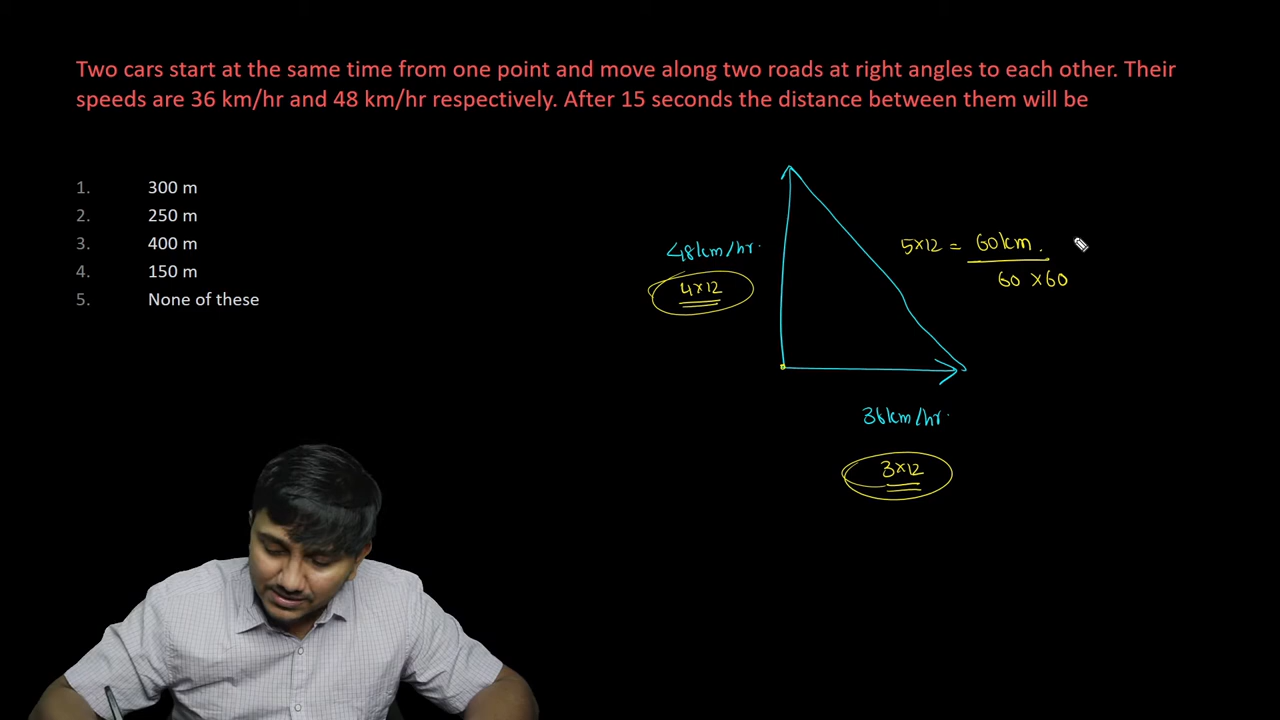 Two cars start at the same time from one point and move along two roads at right angles to each other. Their
speeds are 36 km/hr and 48 km/hr respectively. After 15 seconds the distance between them will be
1. 300 m
2. 250 m
3. 400 m
4. 150 m
5. None of these
48km/hr.
4×12
5×12 = 60km.
60 ×60
36km/hr.
3×12